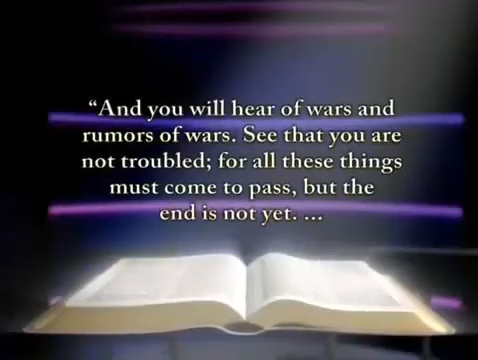 “And you will hear of wars and
rumors of wars. See that you are
not troubled; for all these things
must come to pass, but the
end is not yet. ...